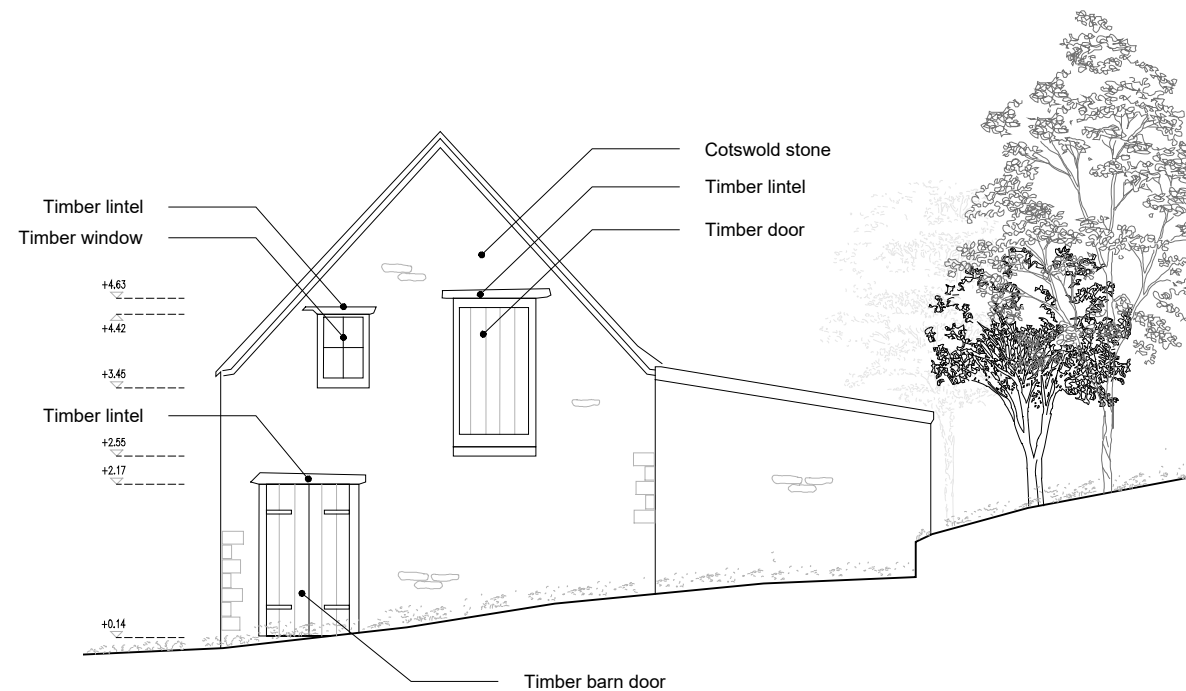 Cotswold stone
Timber lintel
Timber door
Timber lintel
Timber window
+4.63
+4.42
+3.46
Timber lintel
+2.55
+2.17
+0.14
Timber barn door